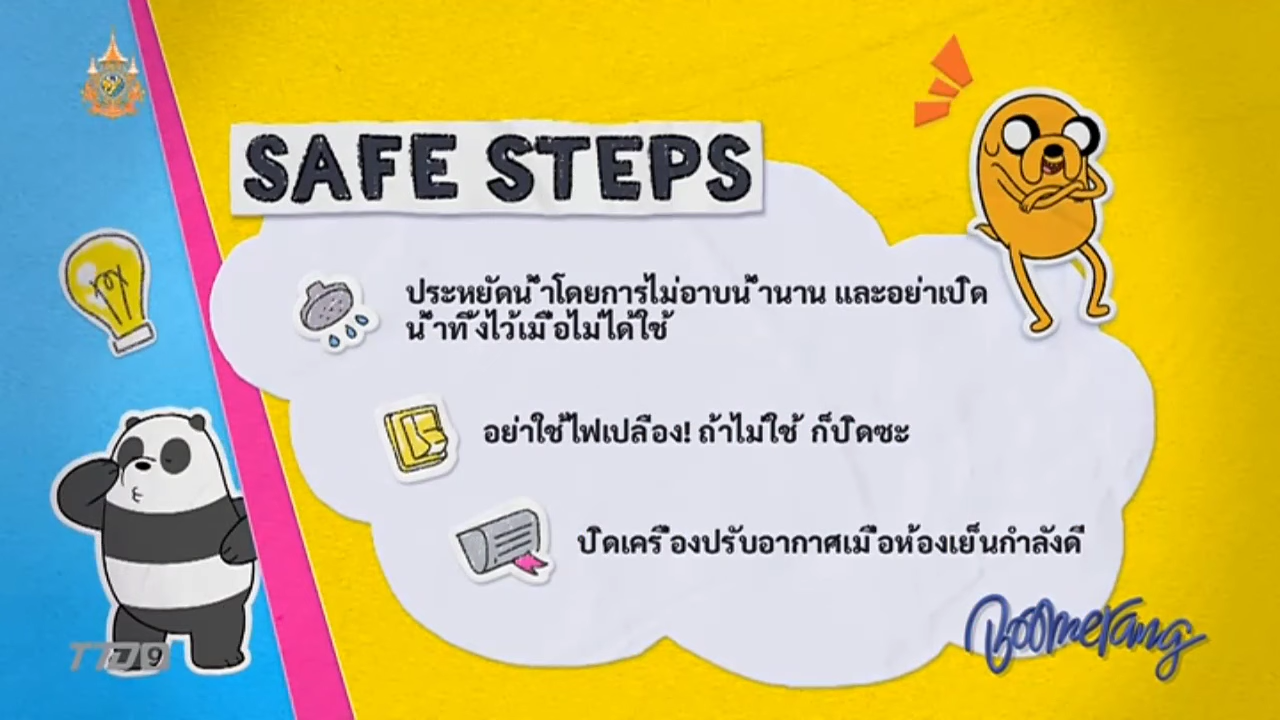 SAFE STEPS
ประหยัดน้ำโดยการไม่อาบน้ำนาน และอย่าเปิด
น้ำทิ้งไว้เมื่อไม่ได้ใช้
อย่าใช้ไฟเปลือง! ถ้าไม่ใช้ ก็ปิดซะ
ปิดเครื่องปรับอากาศเมื่อห้องเย็นกำลังดี
Boomerang